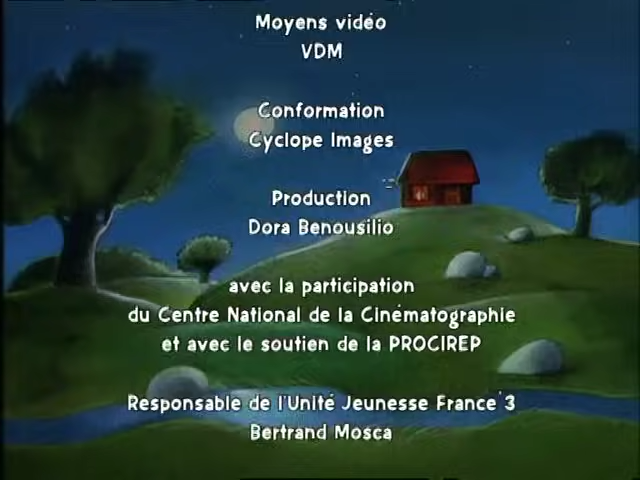 Moyens vidéo
VDM
Conformation
Cyclope Images
Production
Dora Benousilio
avec la participation
du Centre National de la Cinématographie
et avec le soutien de la PROCIREP
Responsable de l'Unité Jeunesse France 3
Bertrand Mosca